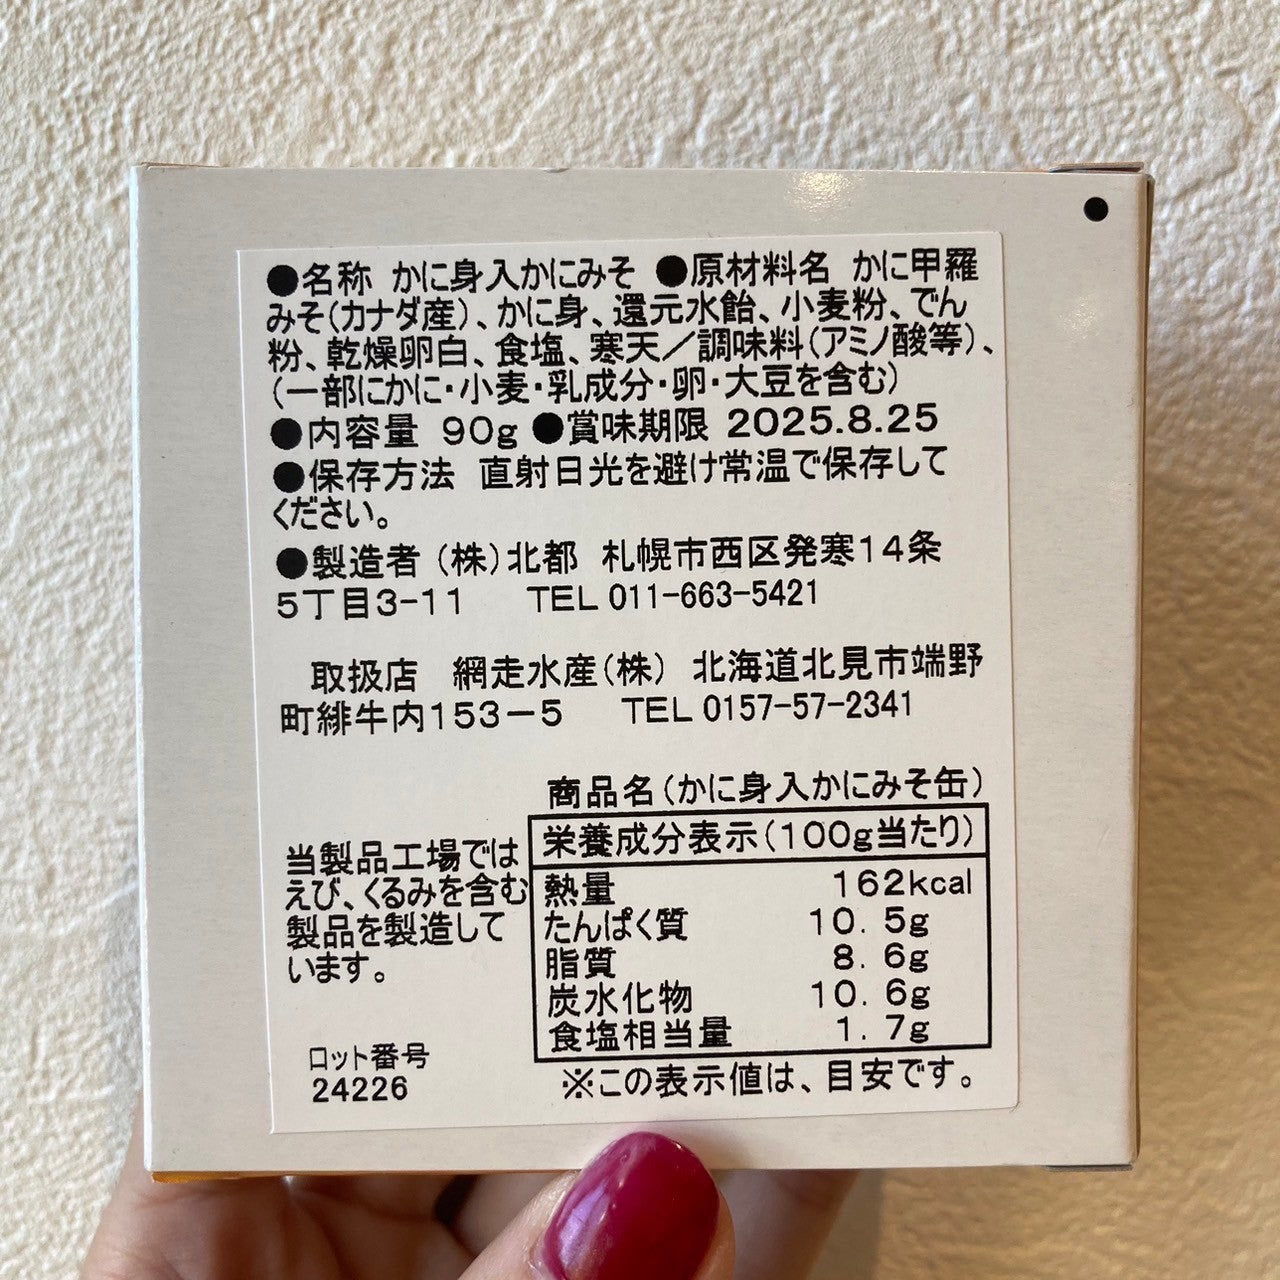 ●名称 かに身入かにみそ ●原材料名 かに甲羅
みそ(カナダ産)、かに身、還元水飴、小麦粉、でん
粉、乾燥卵白、食塩、寒天／調味料(アミノ酸等)、
(一部にかに・小麦・乳成分・卵・大豆を含む)
●内容量 90g ●賞味期限 2025.8.25
●保存方法 直射日光を避け常温で保存して
ください。
●製造者 (株)北都 札幌市西区発寒14条
5丁目3-11 TEL 011-663-5421
取扱店 網走水産(株) 北海道北見市端野
町緋牛内153-5 TEL 0157-57-2341
商品名(かに身入かにみそ缶)
栄養成分表示(100g当たり)
熱量 162kcal
たんぱく質 10.5g
脂質 8.6g
炭水化物 10.6g
食塩相当量 1.7g
※この表示値は、目安です。
当製品工場では
えび、くるみを含む
製品を製造して
います。
ロット番号
24226